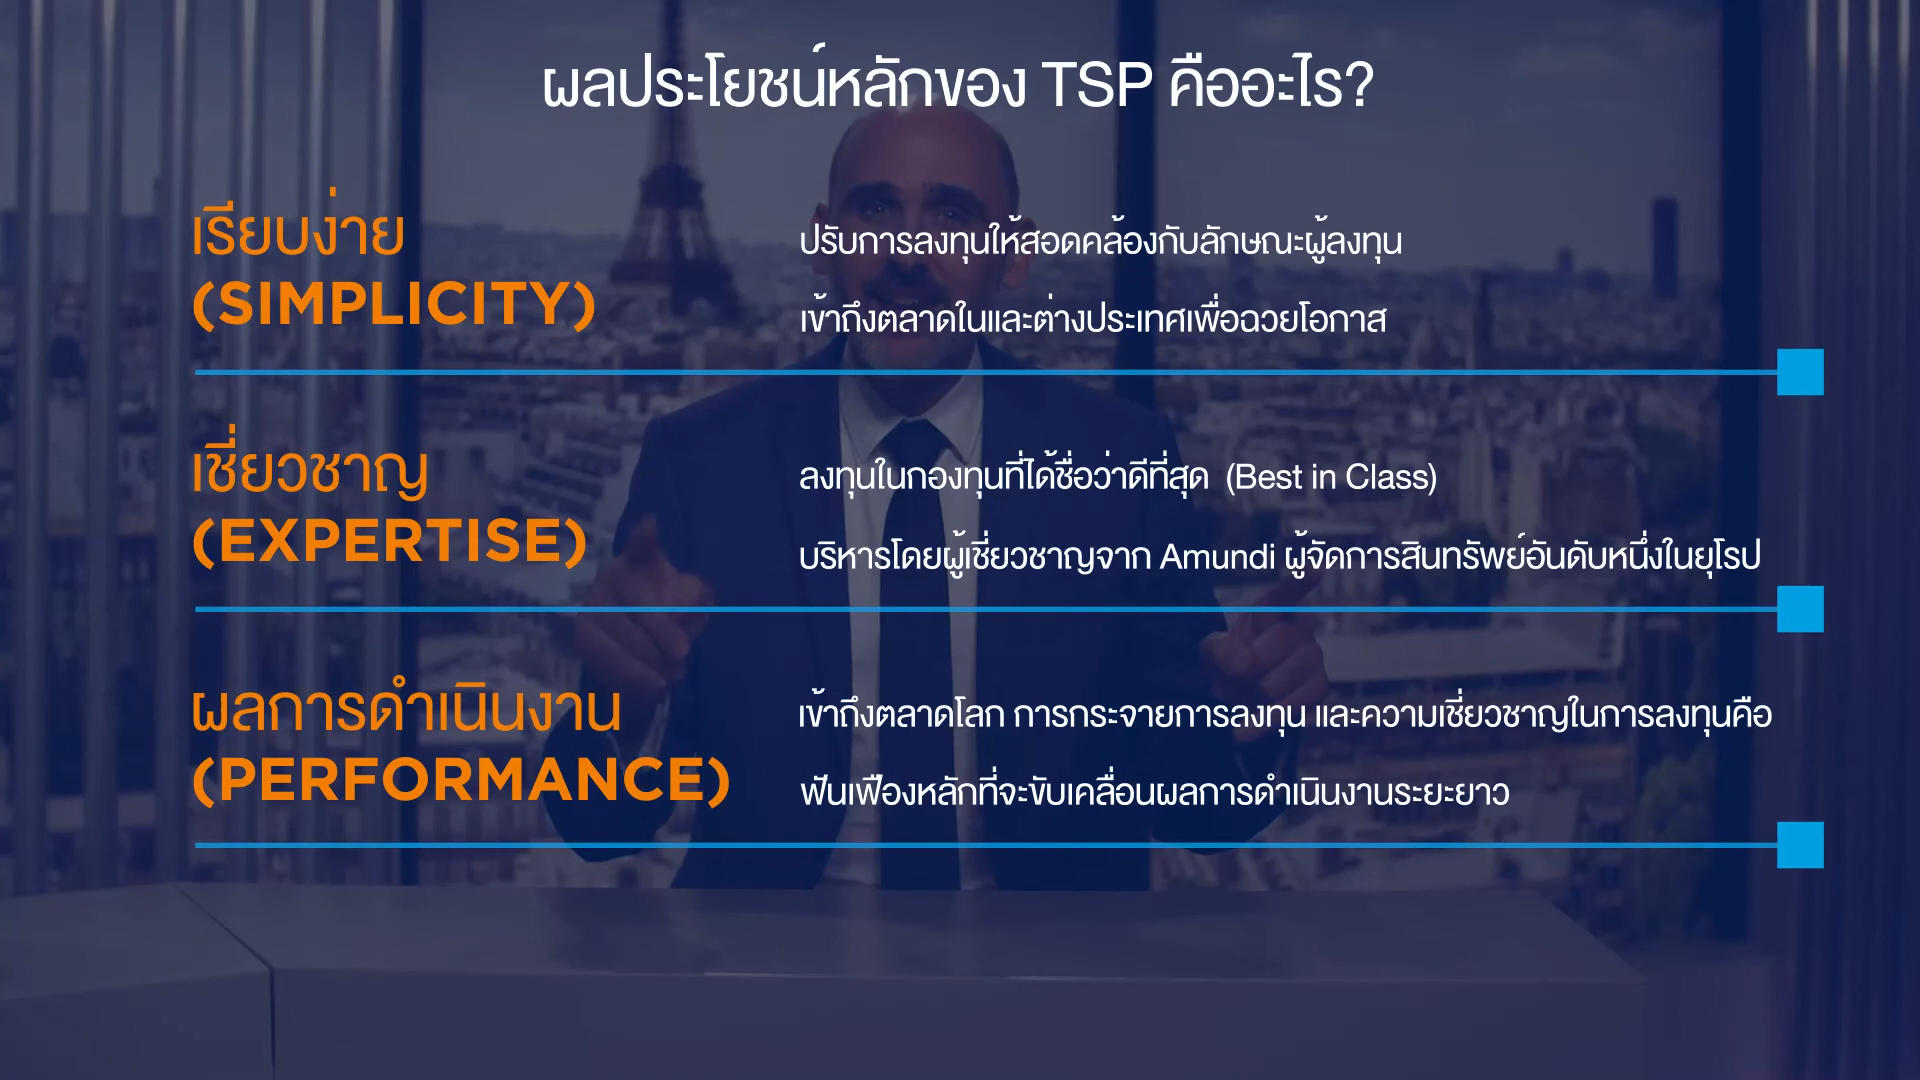 ผลประโยชน์หลักของ TSP คืออะไร?
เรียบง่าย
(SIMPLICITY)
ปรับการลงทุนให้สอดคล้องกับลักษณะผู้ลงทุน
เข้าถึงตลาดในและต่างประเทศเพื่อฉวยโอกาส
เชี่ยวชาญ
(EXPERTISE)
ลงทุนในกองทุนที่ได้ชื่อว่าดีที่สุด (Best in Class)
บริหารโดยผู้เชี่ยวชาญจาก Amundi ผู้จัดการสินทรัพย์อันดับหนึ่งในยุโรป
ผลการดำเนินงาน
(PERFORMANCE)
เข้าถึงตลาดโลก การกระจายการลงทุน และความเชี่ยวชาญในการลงทุนคือ
ฟันเฟืองหลักที่จะขับเคลื่อนผลการดำเนินงานระยะยาว